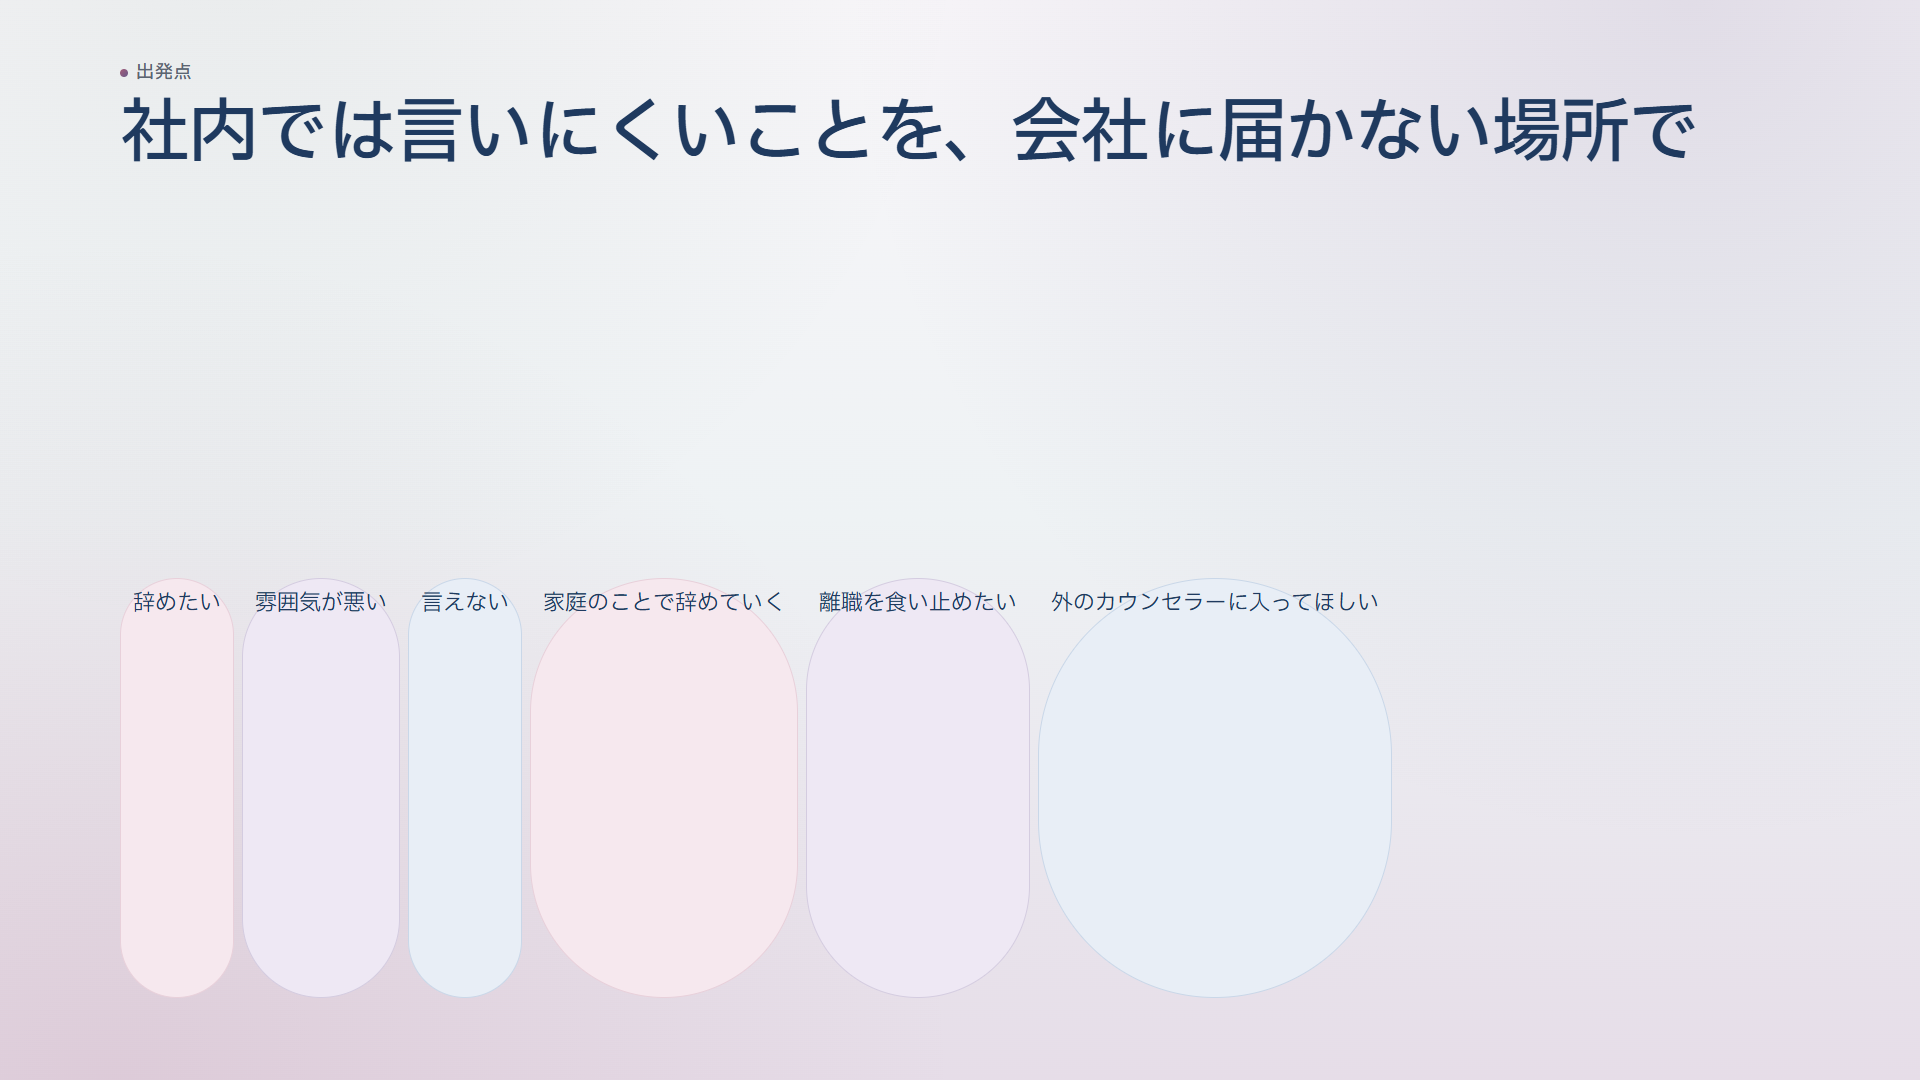 出発点
社内では言いにくいことを、会社に届かない場所で
辞めたい
雰囲気が悪い
言えない
家庭のことで辞めていく
離職を食い止めたい
外のカウンセラーに入ってほしい